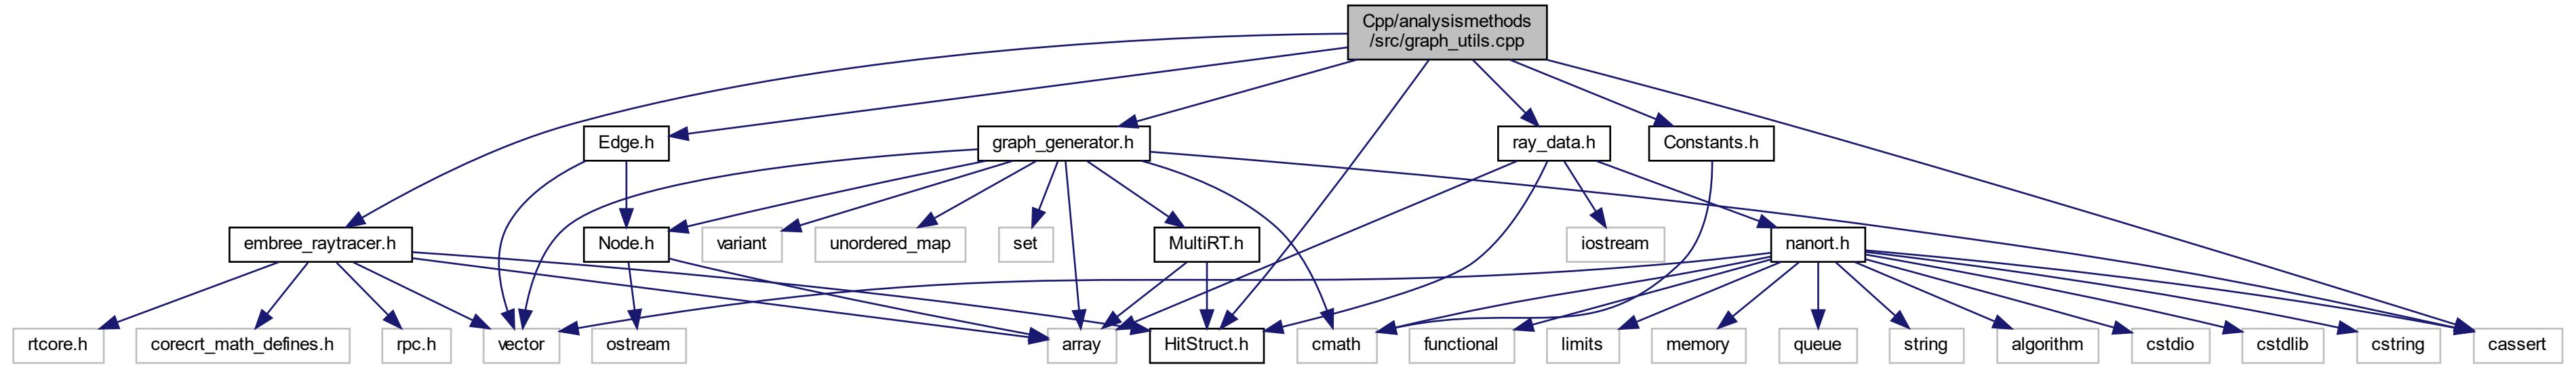 Cpp/analysismethods
/src/graph_utils.cpp
Edge.h
graph_generator.h
ray_data.h
Constants.h
embree_raytracer.h
Node.h
variant
unordered_map
set
MultiRT.h
iostream
nanort.h
rtcore.h
corecrt_math_defines.h
rpc.h
vector
ostream
array
HitStruct.h
cmath
functional
limits
memory
queue
string
algorithm
cstdio
cstdlib
cstring
cassert